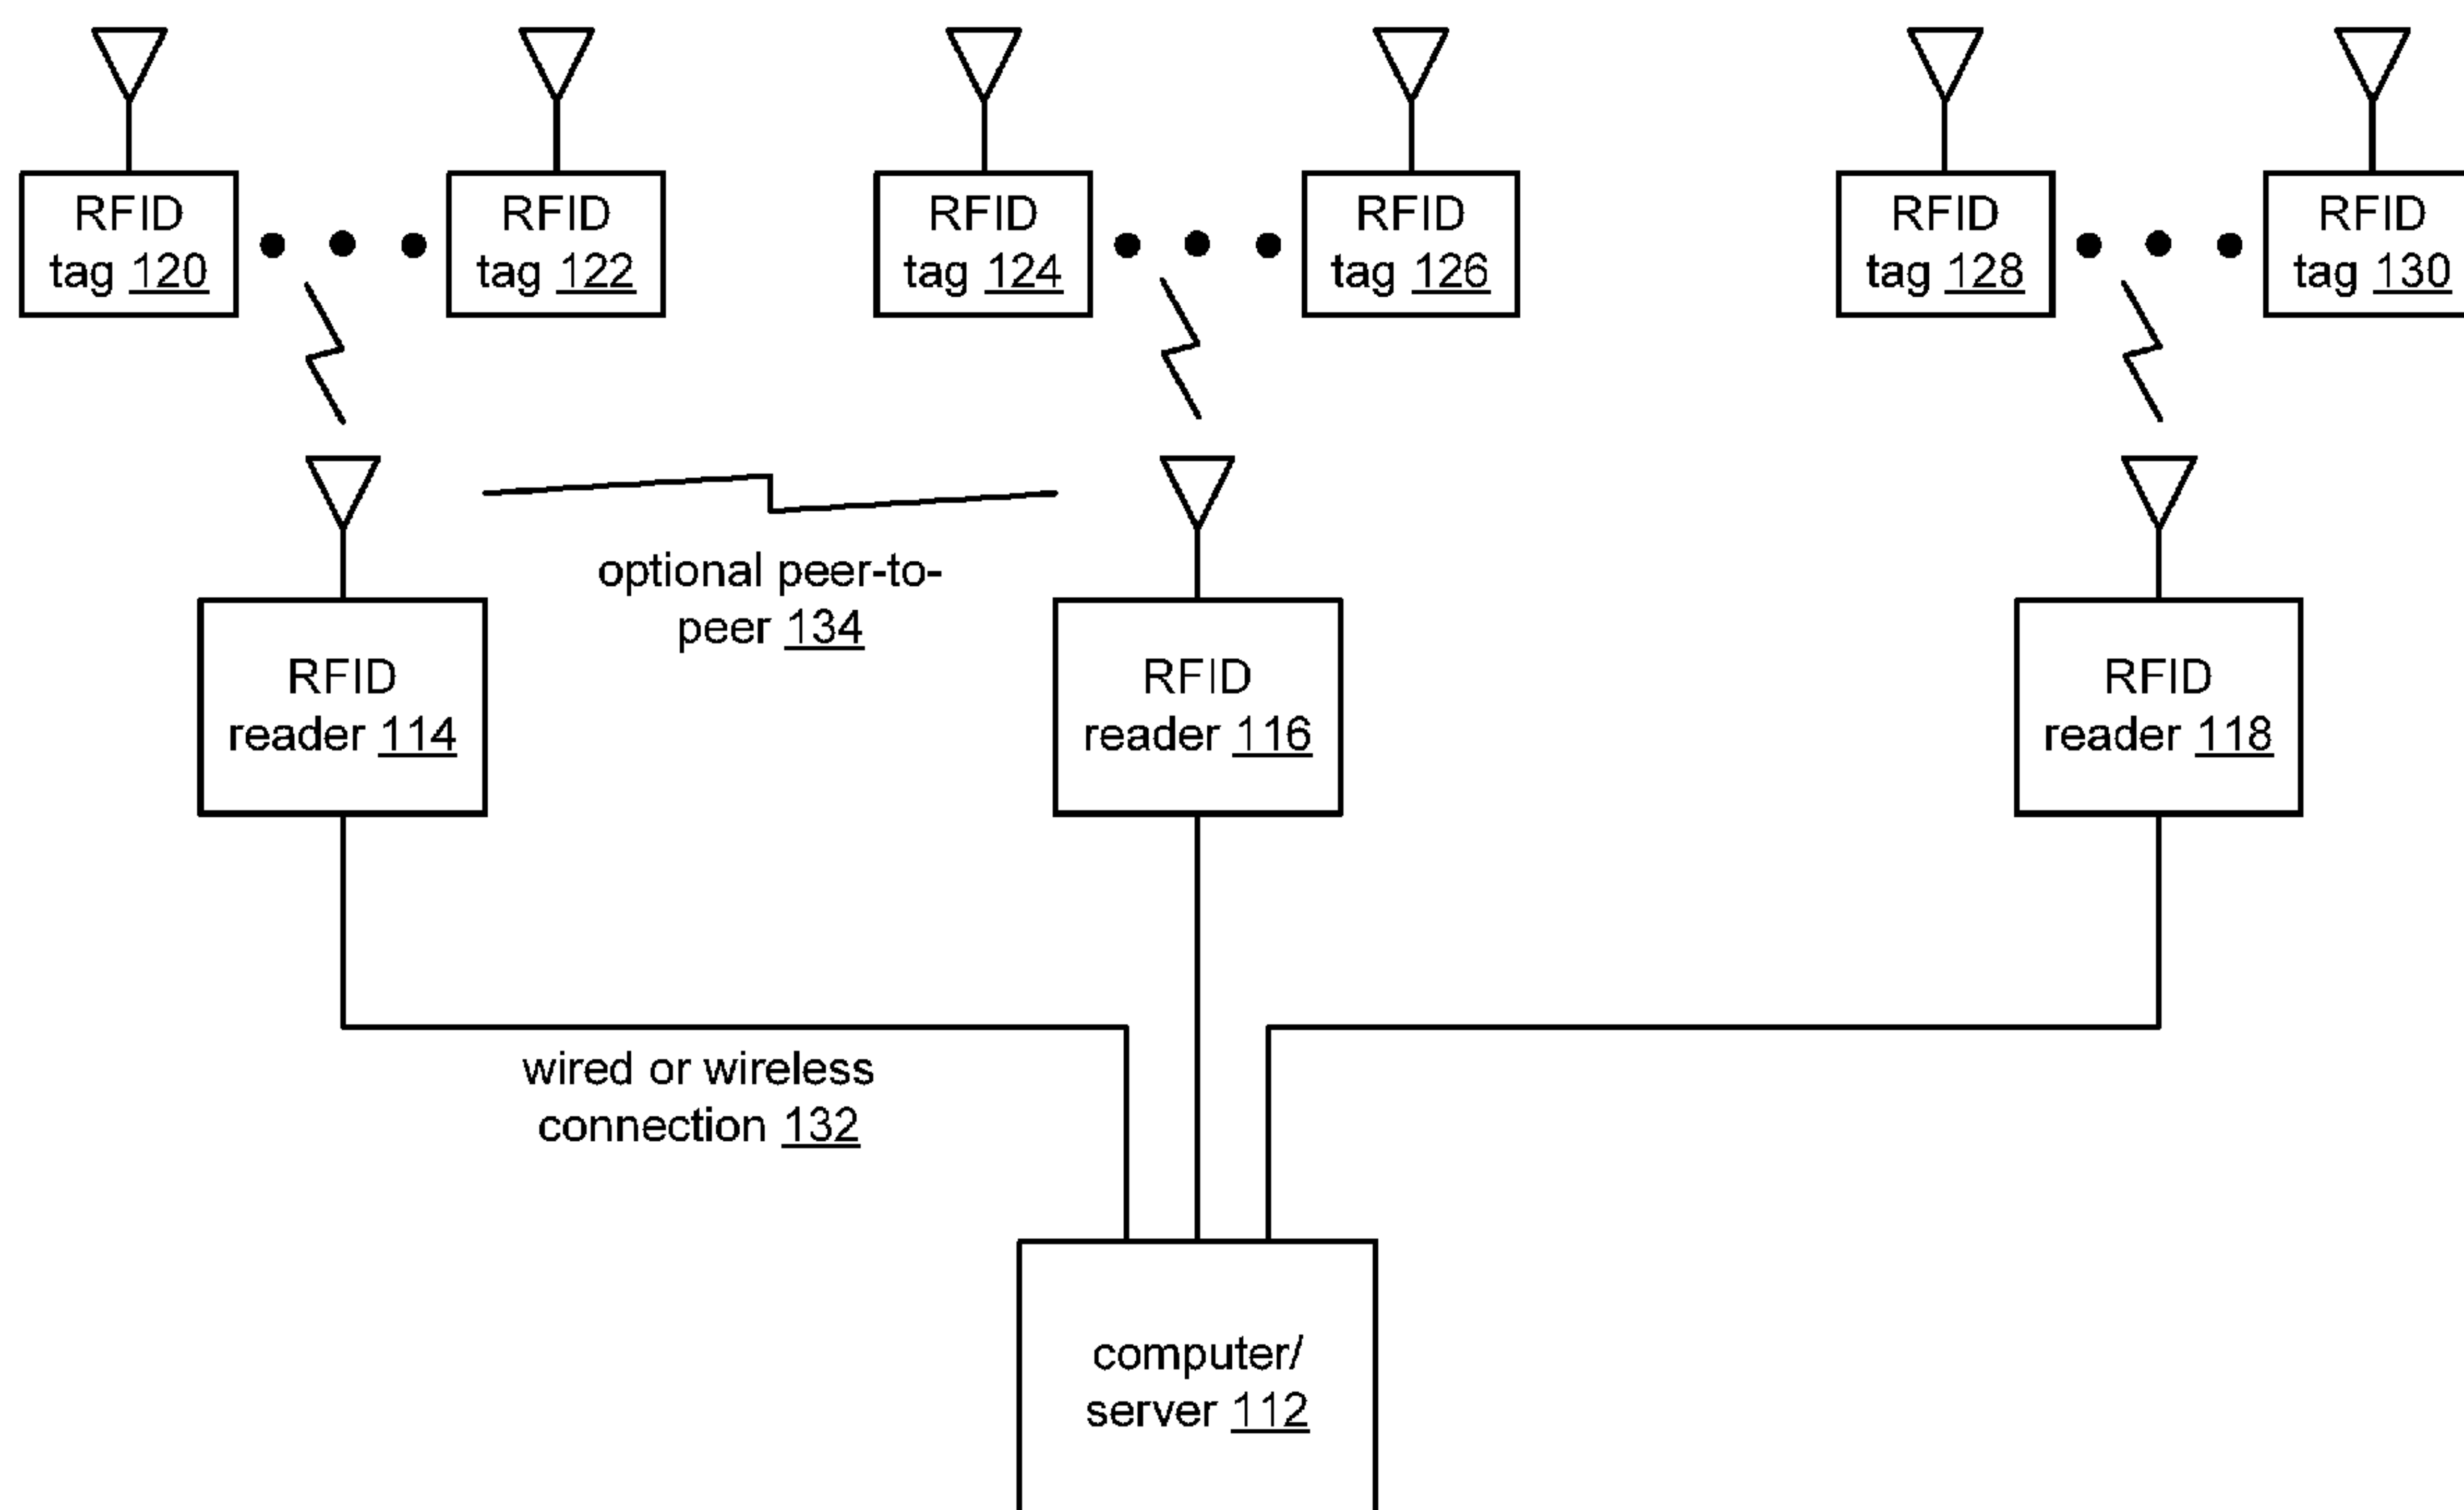 RFID
tag 120
RFID
tag 122
RFID
tag 124
RFID
tag 126
RFID
tag 128
RFID
tag 130
optional peer-to-
peer 134
RFID
reader 114
RFID
reader 116
RFID
reader 118
wired or wireless
connection 132
computer/
server 112